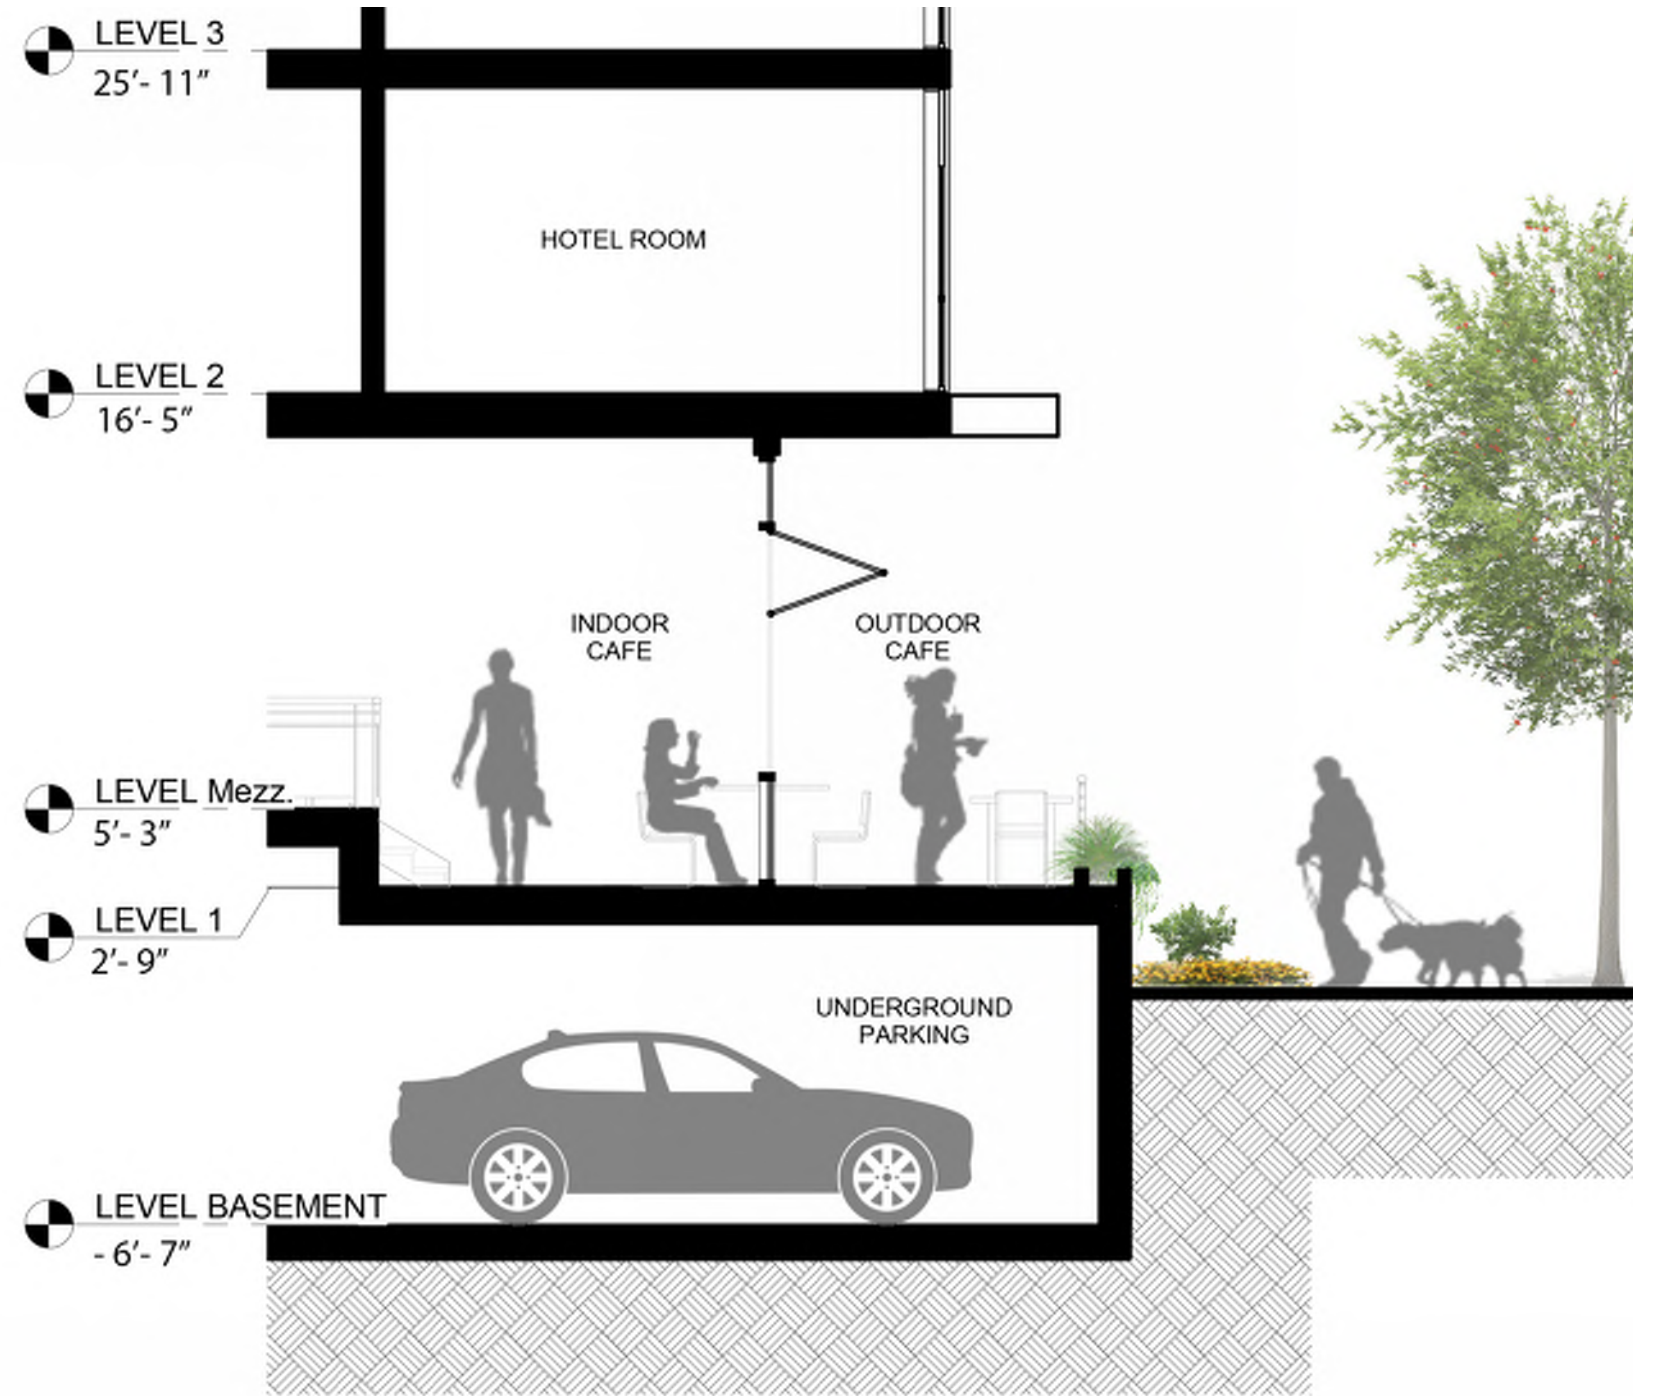 LEVEL 3
25'- 11"
HOTEL ROOM
LEVEL 2
16'- 5"
INDOOR
CAFE
OUTDOOR
CAFE
LEVEL Mezz.
5'- 3"
LEVEL 1
2'- 9"
UNDERGROUND
PARKING
LEVEL BASEMENT
- 6'- 7"